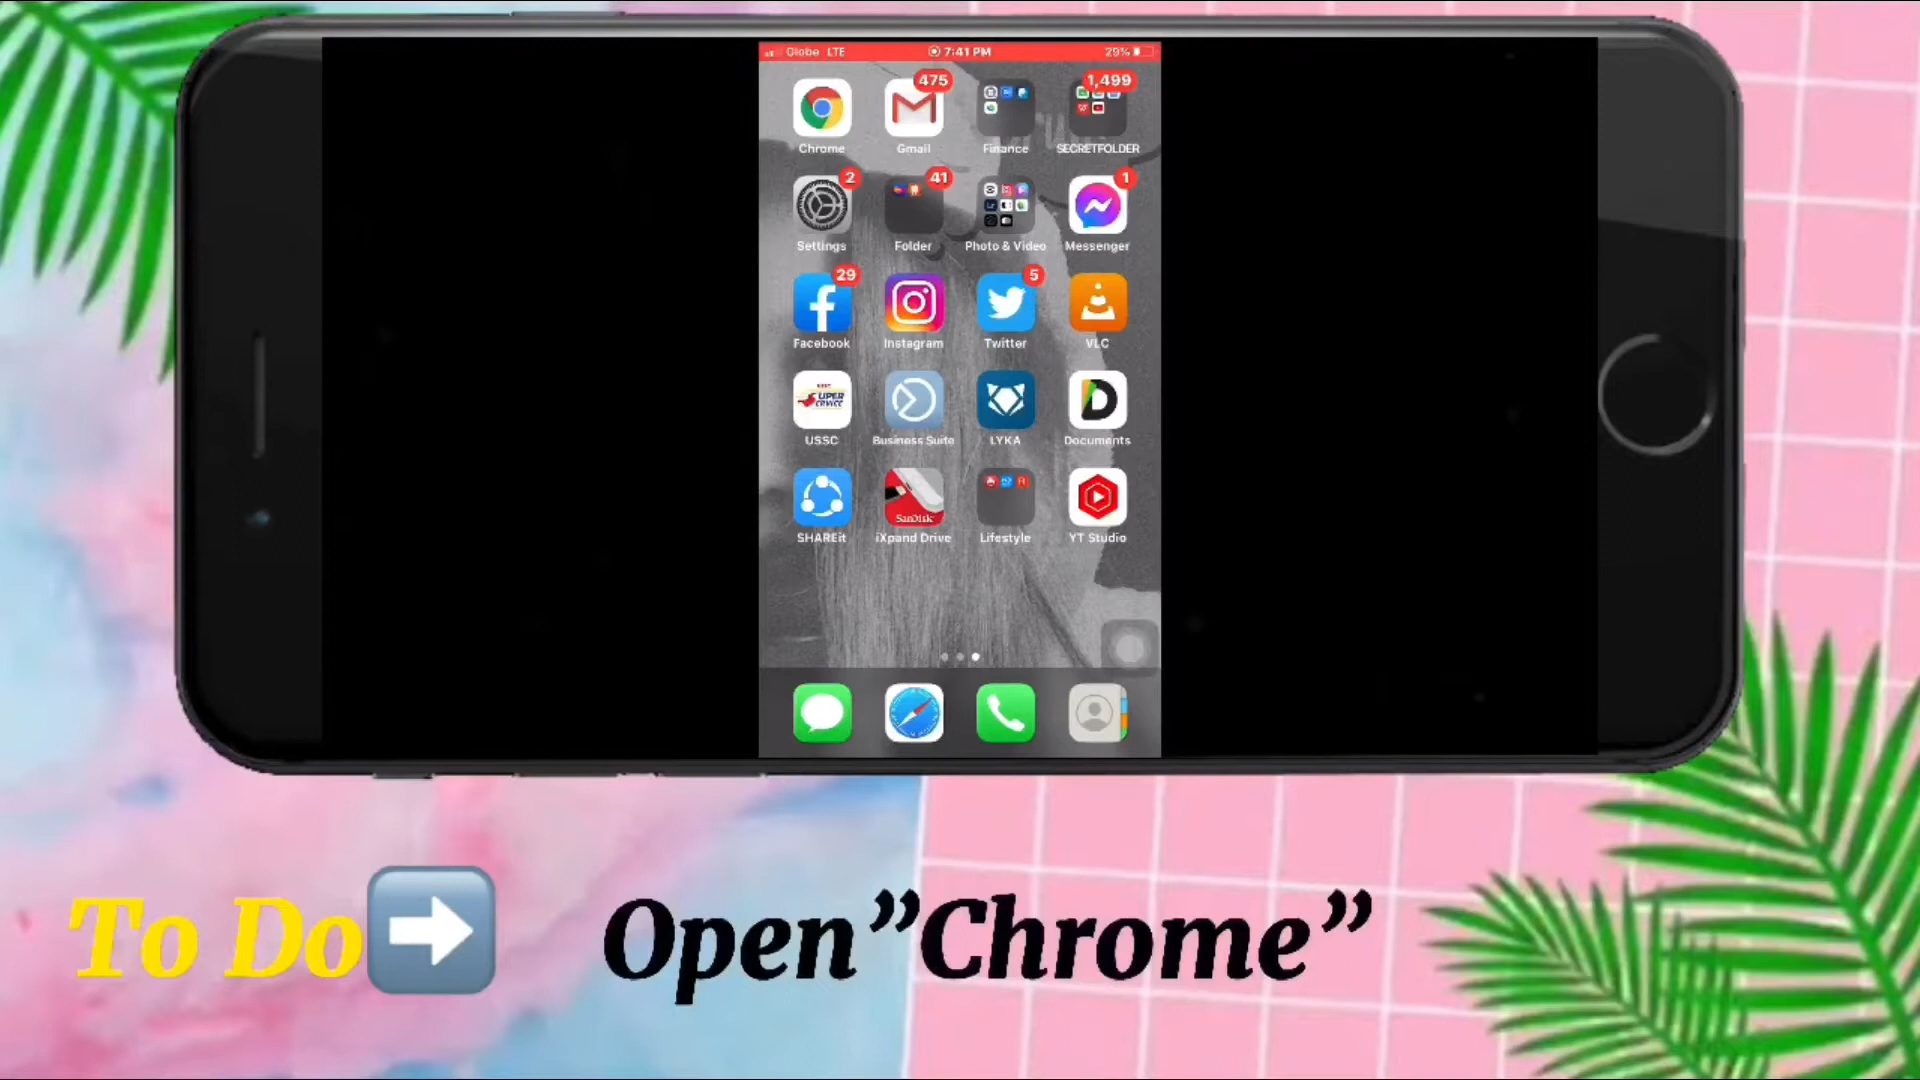 Globe LTE 7:41 PM 29%
475 1,499
Chrome Gmail Finance SECRETFOLDER
2 41 1
Settings Folder Photo & Video Messenger
29 5
Facebook Instagram Twitter VLC
UPER
USSC Business Suite LYKA Documents
SanDisk
SHAREit iXpand Drive Lifestyle YT Studio
To Do Open”Chrome”